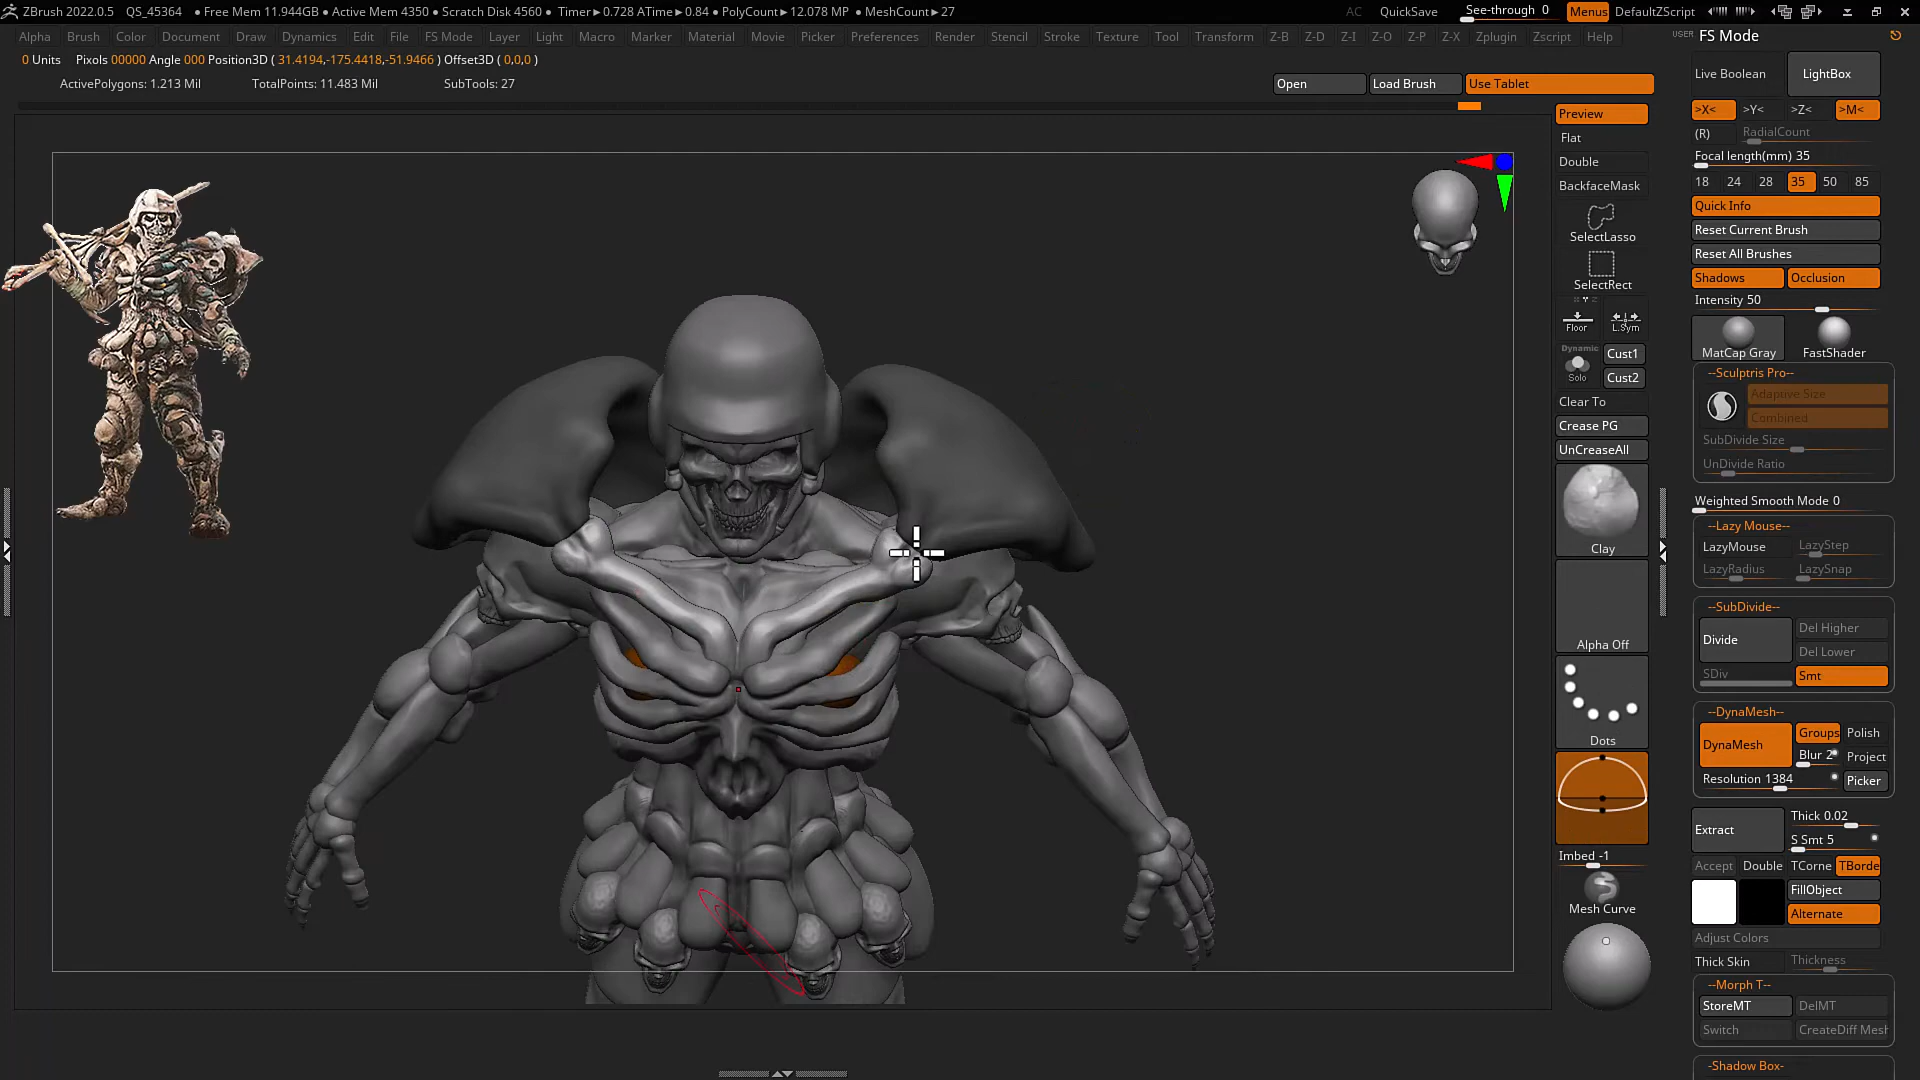 ZBrush 2022.0.5 QS_45364 ● Free Mem 11.944GB ● Active Mem 4350 ● Scratch Disk 4560 ● Timer►0.728 ATime►0.84 ● PolyCount►12.078 MP ● MeshCount►27 AC QuickSave See-through 0 Menus DefaultZScript
Alpha Brush Color Document Draw Dynamics Edit File FS Mode Layer Light Macro Marker Material Movie Picker Preferences Render Stencil Stroke Texture Tool Transform Z-B Z-D Z-I Z-O Z-P Z-X Zplugin Zscript Help USER FS Mode
0 Units Pixols 00000 Angle 000 Position3D ( 31.4194,-175.4418,-51.9466 ) Offset3D ( 0,0,0 )
ActivePolygons: 1.213 Mil TotalPoints: 11.483 Mil SubTools: 27 Open Load Brush Use Tablet
Preview
Flat
Double
BackfaceMask
SelectLasso
SelectRect
X Y Z
Floor L.Sym
Dynamic
Solo
Cust1
Cust2
Clear To
Crease PG
UnCreaseAll
Clay
Alpha Off
Dots
Imbed -1
Mesh Curve
Live Boolean LightBox
>X< >Y< >Z< >M<
(R) RadialCount
Focal length(mm) 35
18 24 28 35 50 85
Quick Info
Reset Current Brush
Reset All Brushes
Shadows Occlusion
Intensity 50
MatCap Gray FastShader
--Sculptris Pro--
Adaptive Size
Combined
SubDivide Size
UnDivide Ratio
Weighted Smooth Mode 0
--Lazy Mouse--
LazyMouse LazyStep
LazyRadius LazySnap
--SubDivide--
Divide Del Higher
Del Lower
SDiv Smt
--DynaMesh--
DynaMesh Groups Polish
Blur 2 Project
Resolution 1384 Picker
Extract Thick 0.02
S Smt 5
Accept Double TCorne TBorde
FillObject
Alternate
Adjust Colors
Thick Skin Thickness
--Morph T--
StoreMT DelMT
Switch CreateDiff Mesh
-Shadow Box-